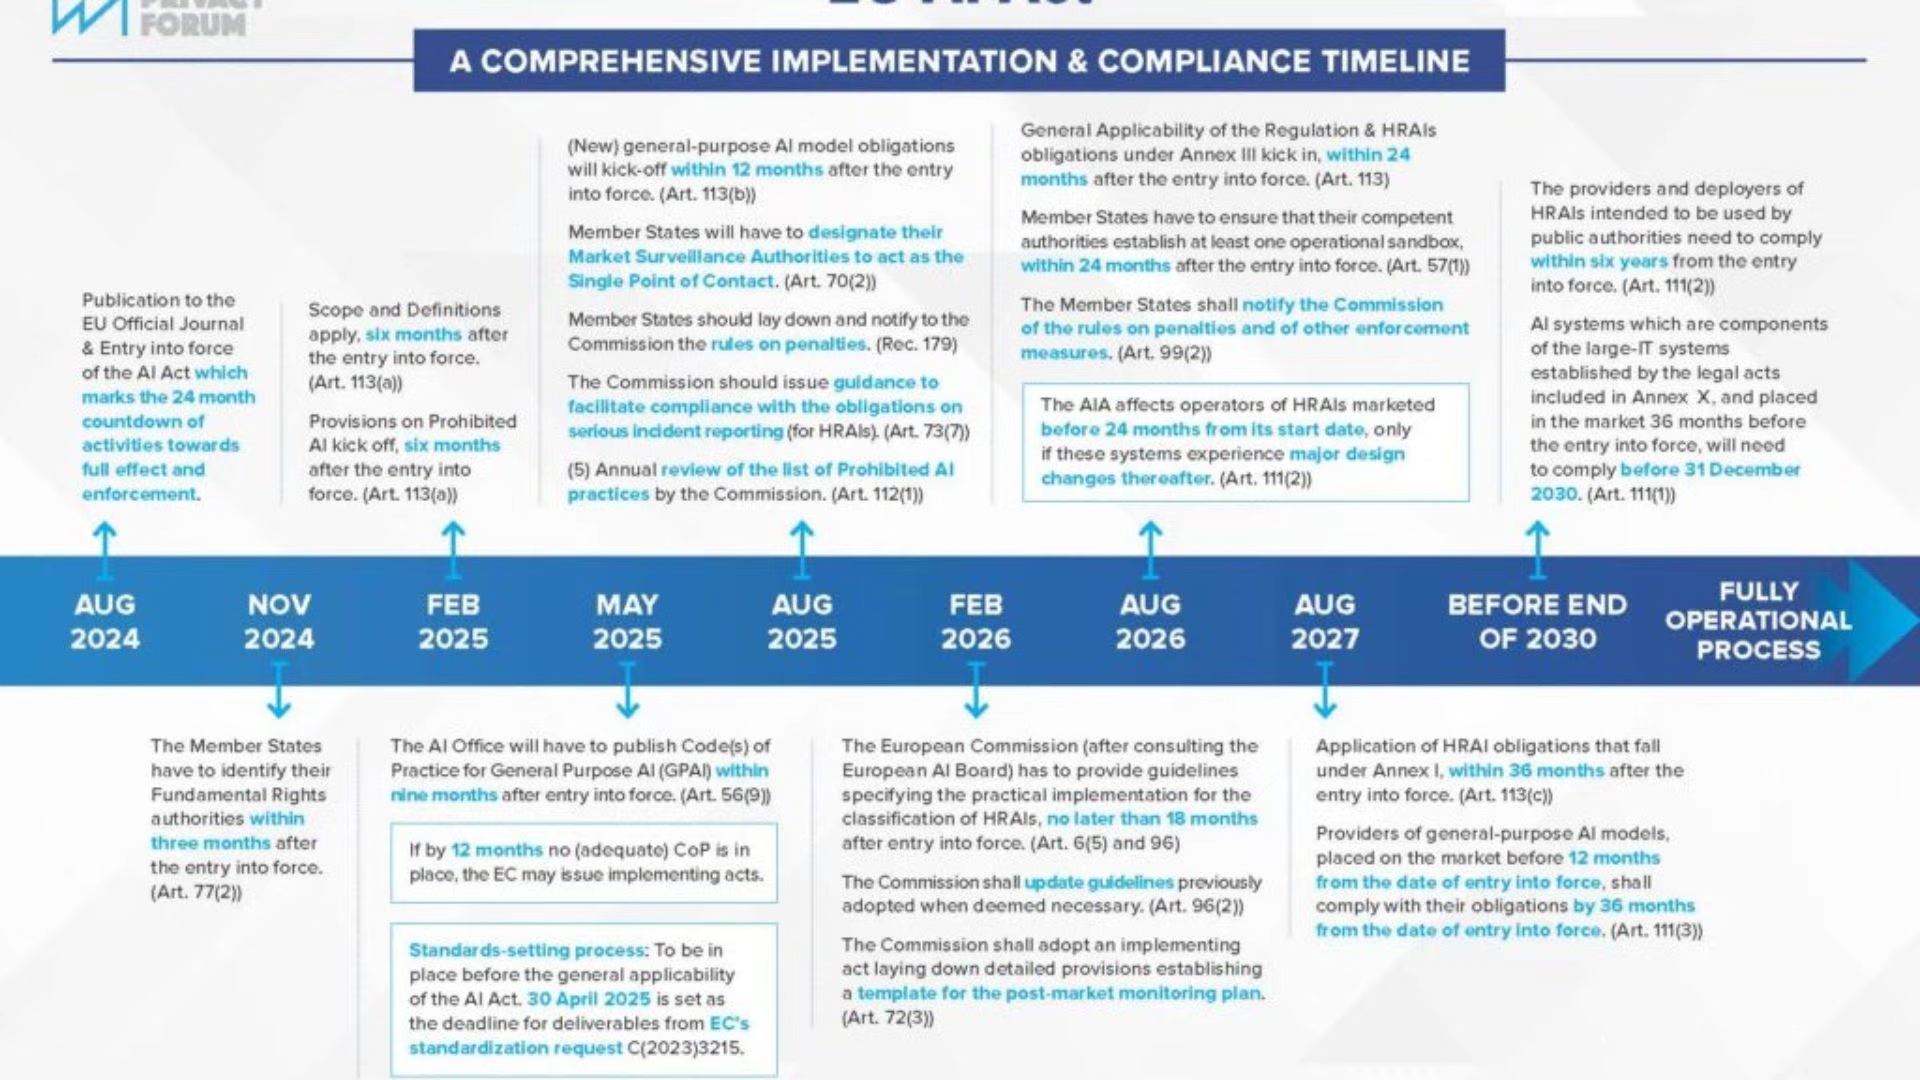 FORUM
A COMPREHENSIVE IMPLEMENTATION & COMPLIANCE TIMELINE
Publication to the
EU Official Journal
& Entry into force
of the AI Act which
marks the 24 month
countdown of
activities towards
full effect and
enforcement.
Scope and Definitions
apply, six months after
the entry into force.
(Art. 113(a))
Provisions on Prohibited
AI kick off, six months
after the entry into
force. (Art. 113(a))
(New) general-purpose AI model obligations
will kick-off within 12 months after the entry
into force. (Art. 113(b))
Member States will have to designate their
Market Surveillance Authorities to act as the
Single Point of Contact. (Art. 70(2))
Member States should lay down and notify to the
Commission the rules on penalties. (Rec. 179)
The Commission should issue guidance to
facilitate compliance with the obligations on
serious incident reporting (for HRAIs). (Art. 73(7))
(5) Annual review of the list of Prohibited AI
practices by the Commission. (Art. 112(1))
General Applicability of the Regulation & HRAIs
obligations under Annex III kick in, within 24
months after the entry into force. (Art. 113)
Member States have to ensure that their competent
authorities establish at least one operational sandbox,
within 24 months after the entry into force. (Art. 57(1))
The Member States shall notify the Commission
of the rules on penalties and of other enforcement
measures. (Art. 99(2))
The AIA affects operators of HRAIs marketed
before 24 months from its start date, only
if these systems experience major design
changes thereafter. (Art. 111(2))
The providers and deployers of
HRAIs intended to be used by
public authorities need to comply
within six years from the entry
into force. (Art. 111(2))
AI systems which are components
of the large-IT systems
established by the legal acts
included in Annex X, and placed
in the market 36 months before
the entry into force, will need
to comply before 31 December
2030. (Art. 111(1))
AUG
2024
NOV
2024
FEB
2025
MAY
2025
AUG
2025
FEB
2026
AUG
2026
AUG
2027
BEFORE END
OF 2030
FULLY
OPERATIONAL
PROCESS
The Member States
have to identify their
Fundamental Rights
authorities within
three months after
the entry into force.
(Art. 77(2))
The AI Office will have to publish Code(s) of
Practice for General Purpose AI (GPAI) within
nine months after entry into force. (Art. 56(9))
If by 12 months no (adequate) CoP is in
place, the EC may issue implementing acts.
Standards-setting process: To be in
place before the general applicability
of the AI Act. 30 April 2025 is set as
the deadline for deliverables from EC's
standardization request C(2023)3215.
The European Commission (after consulting the
European AI Board) has to provide guidelines
specifying the practical implementation for the
classification of HRAIs, no later than 18 months
after entry into force. (Art. 6(5) and 96)
The Commission shall update guidelines previously
adopted when deemed necessary. (Art. 96(2))
The Commission shall adopt an implementing
act laying down detailed provisions establishing
a template for the post-market monitoring plan.
(Art. 72(3))
Application of HRAI obligations that fall
under Annex I, within 36 months after the
entry into force. (Art. 113(c))
Providers of general-purpose AI models,
placed on the market before 12 months
from the date of entry into force, shall
comply with their obligations by 36 months
from the date of entry into force. (Art. 111(3))